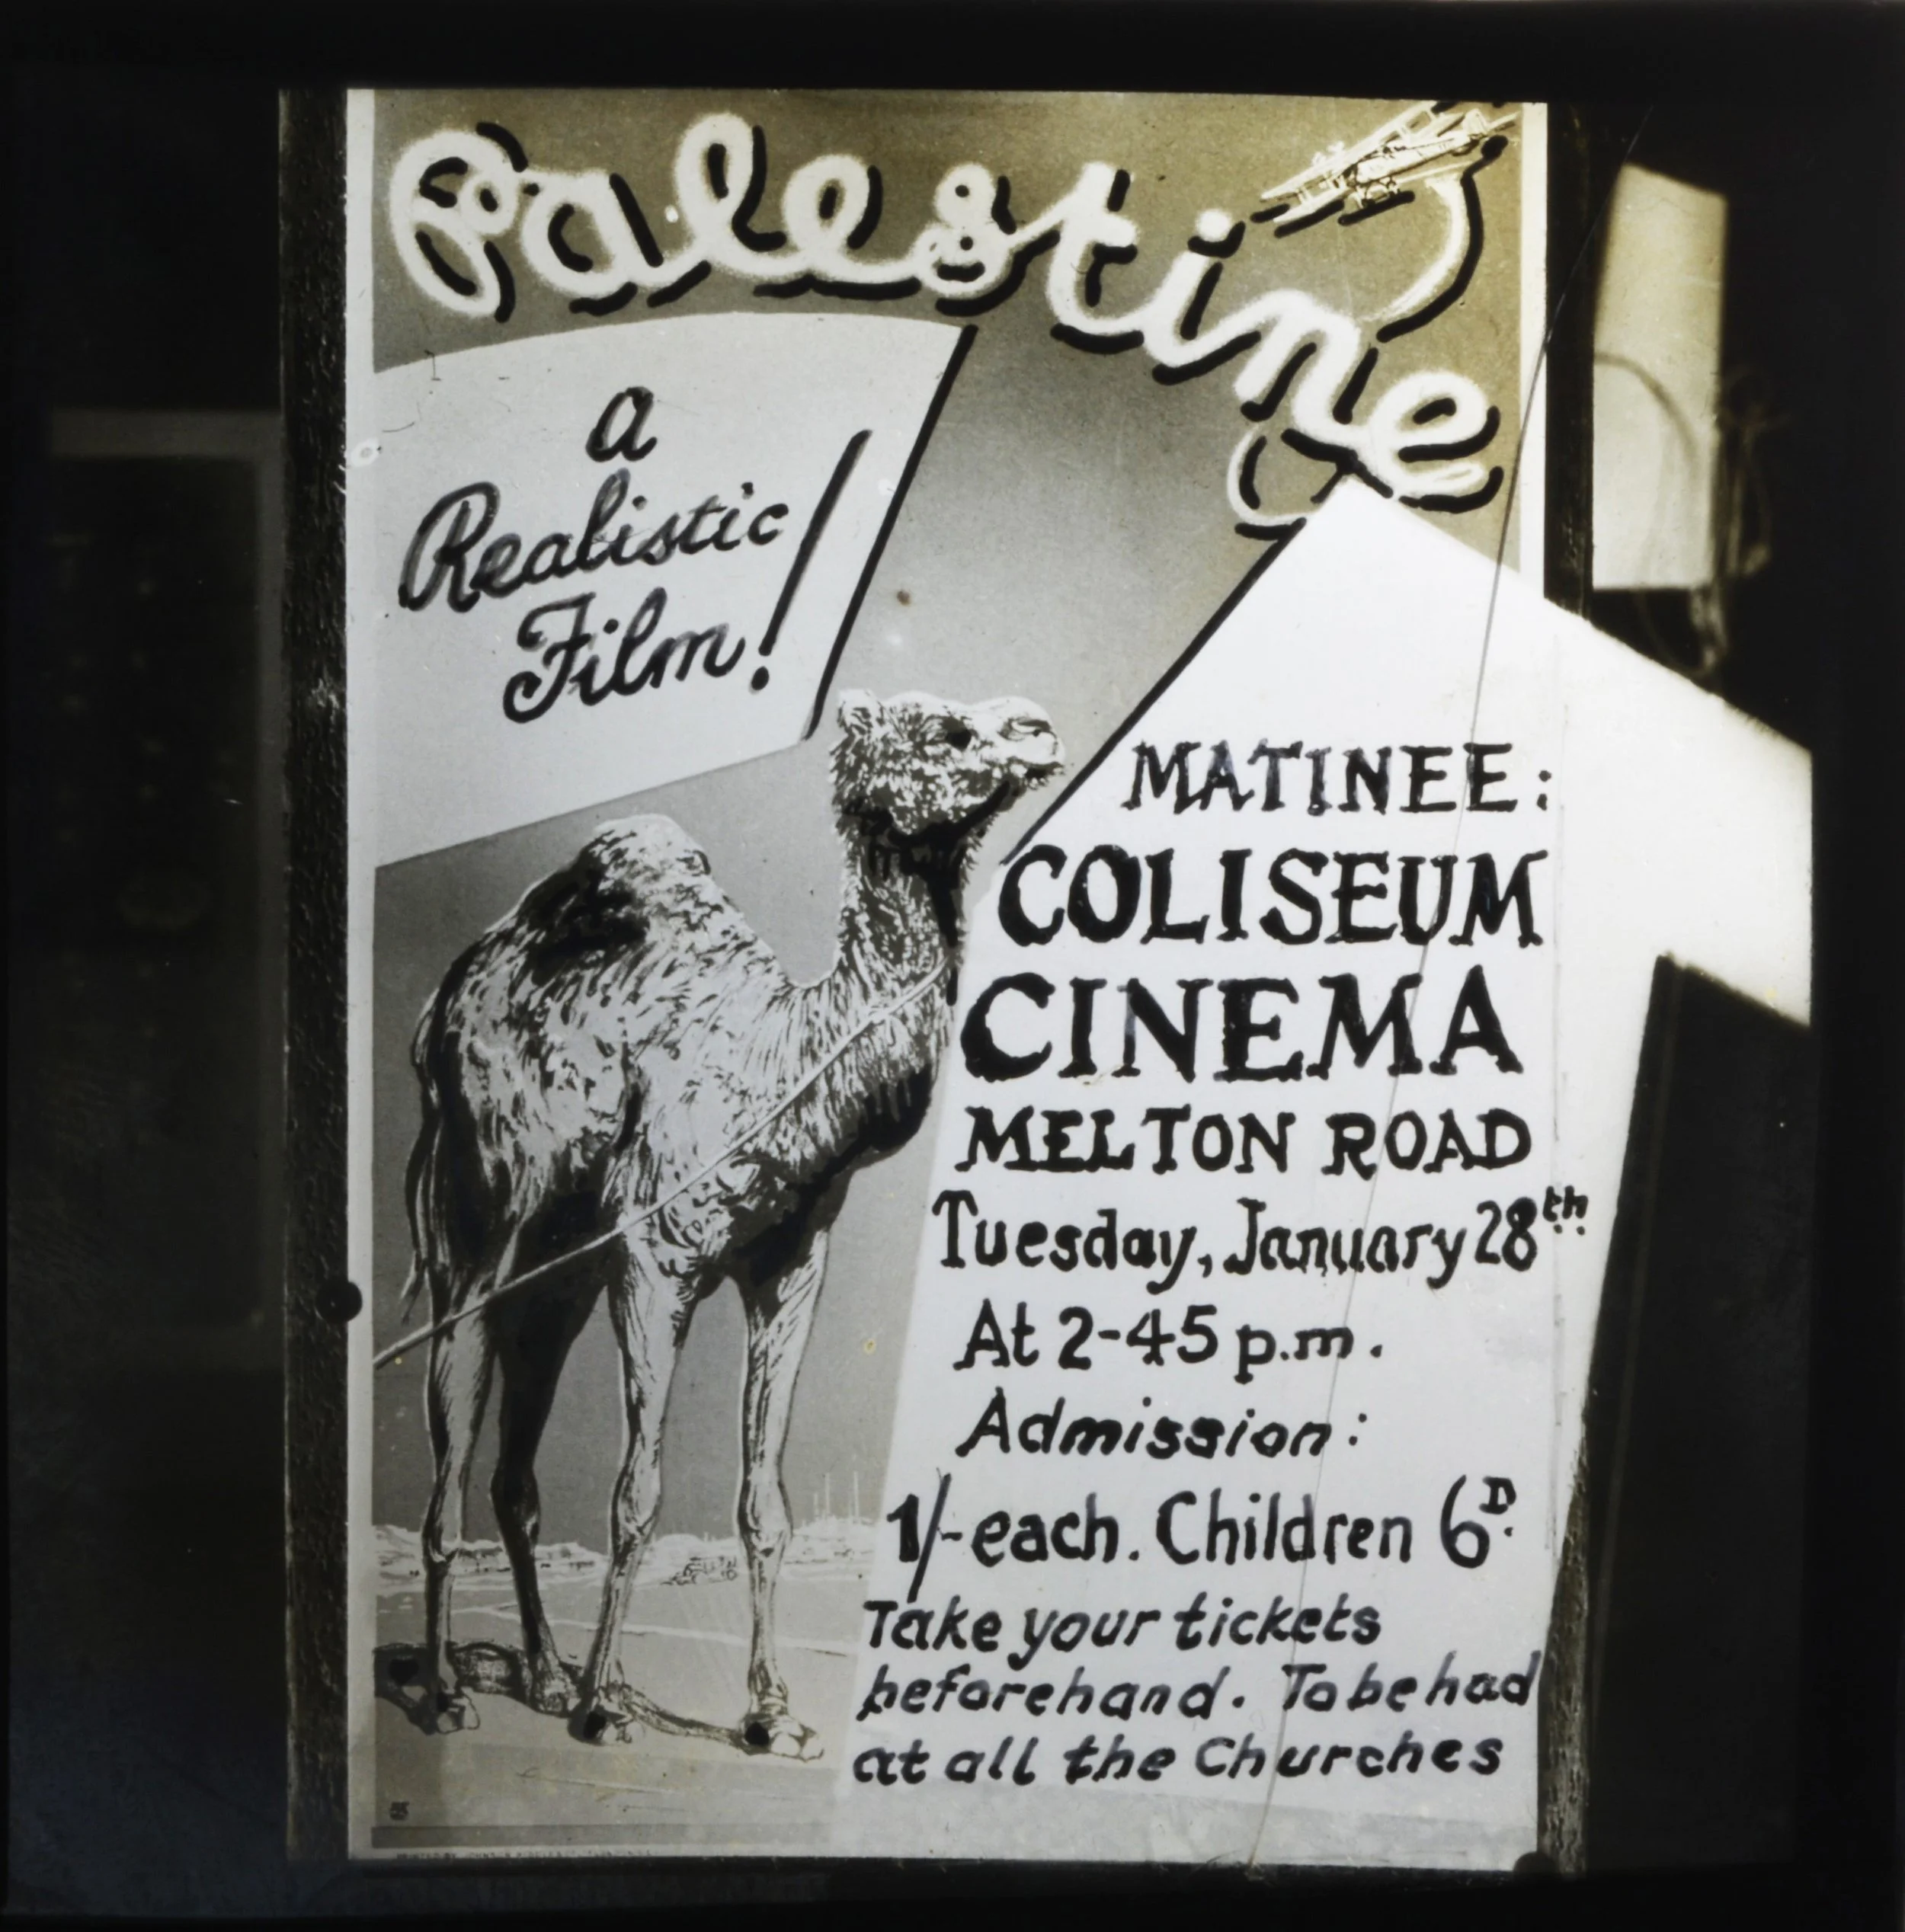 Palestine
a
Realistic
Film!
MATINEE:
COLISEUM
CINEMA
MELTON ROAD
Tuesday, January 28th
At 2-45 p.m.
Admission:
1/- each. Children 6D.
Take your tickets
beforehand. To be had
at all the Churches